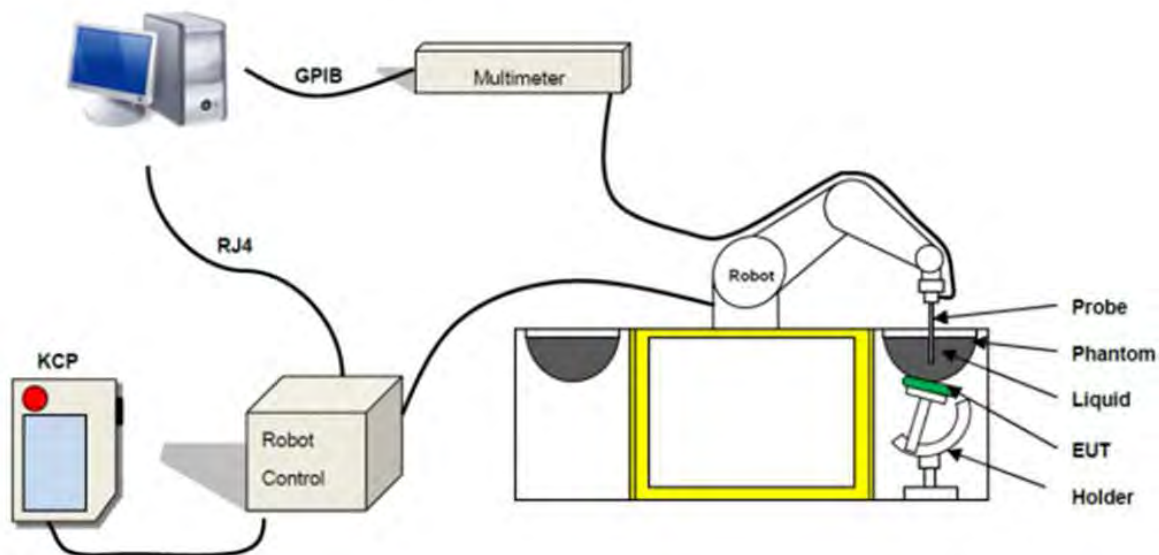 GPIB
Multimeter
RJ4
Robot
KCP
Robot
Control
Probe
Phantom
Liquid
EUT
Holder